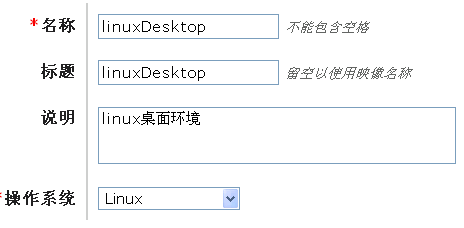 *名称 linuxDesktop 不能包含空格
标题 linuxDesktop 留空以使用映像名称
说明 linux桌面环境
*操作系统 Linux